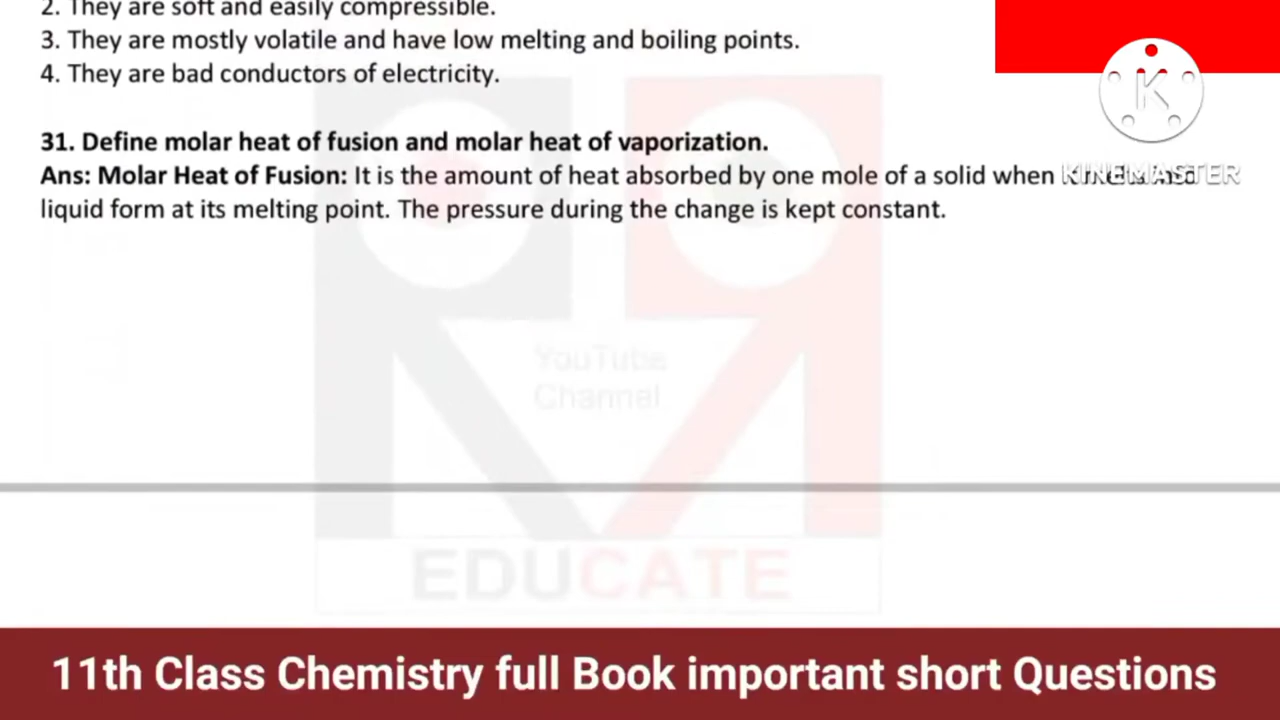 2. They are soft and easily compressible.
3. They are mostly volatile and have low melting and boiling points.
4. They are bad conductors of electricity.
31. Define molar heat of fusion and molar heat of vaporization.
Ans: Molar Heat of Fusion: It is the amount of heat absorbed by one mole of a solid when
liquid form at its melting point. The pressure during the change is kept constant.
K
KINEMASTER
YouTube
Channel
EDUCATE
11th Class Chemistry full Book important short Questions